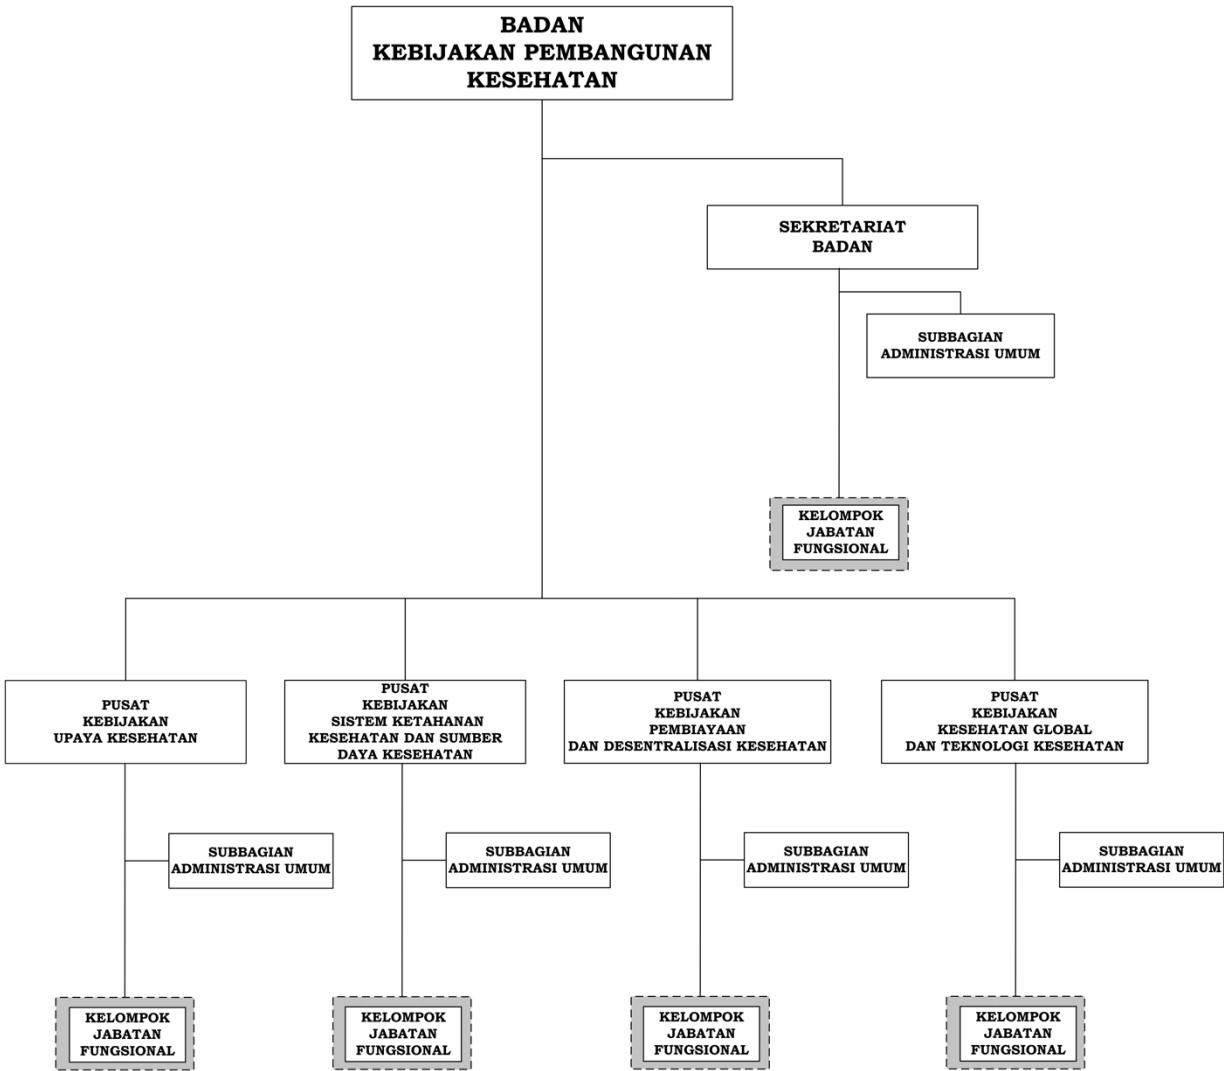 BADAN
KEBIJAKAN PEMBANGUNAN
KESEHATAN
SEKRETARIAT
BADAN
SUBBAGIAN
ADMINISTRASI UMUM
KELOMPOK
JABATAN
FUNGSIONAL
PUSAT
KEBIJAKAN
UPAYA KESEHATAN
PUSAT
KEBIJAKAN
SISTEM KETAHANAN
KESEHATAN DAN SUMBER
DAYA KESEHATAN
PUSAT
KEBIJAKAN
PEMBIAYAAN
DAN DESENTRALISASI KESEHATAN
PUSAT
KEBIJAKAN
KESEHATAN GLOBAL
DAN TEKNOLOGI KESEHATAN
SUBBAGIAN
ADMINISTRASI UMUM
SUBBAGIAN
ADMINISTRASI UMUM
SUBBAGIAN
ADMINISTRASI UMUM
SUBBAGIAN
ADMINISTRASI UMUM
KELOMPOK
JABATAN
FUNGSIONAL
KELOMPOK
JABATAN
FUNGSIONAL
KELOMPOK
JABATAN
FUNGSIONAL
KELOMPOK
JABATAN
FUNGSIONAL